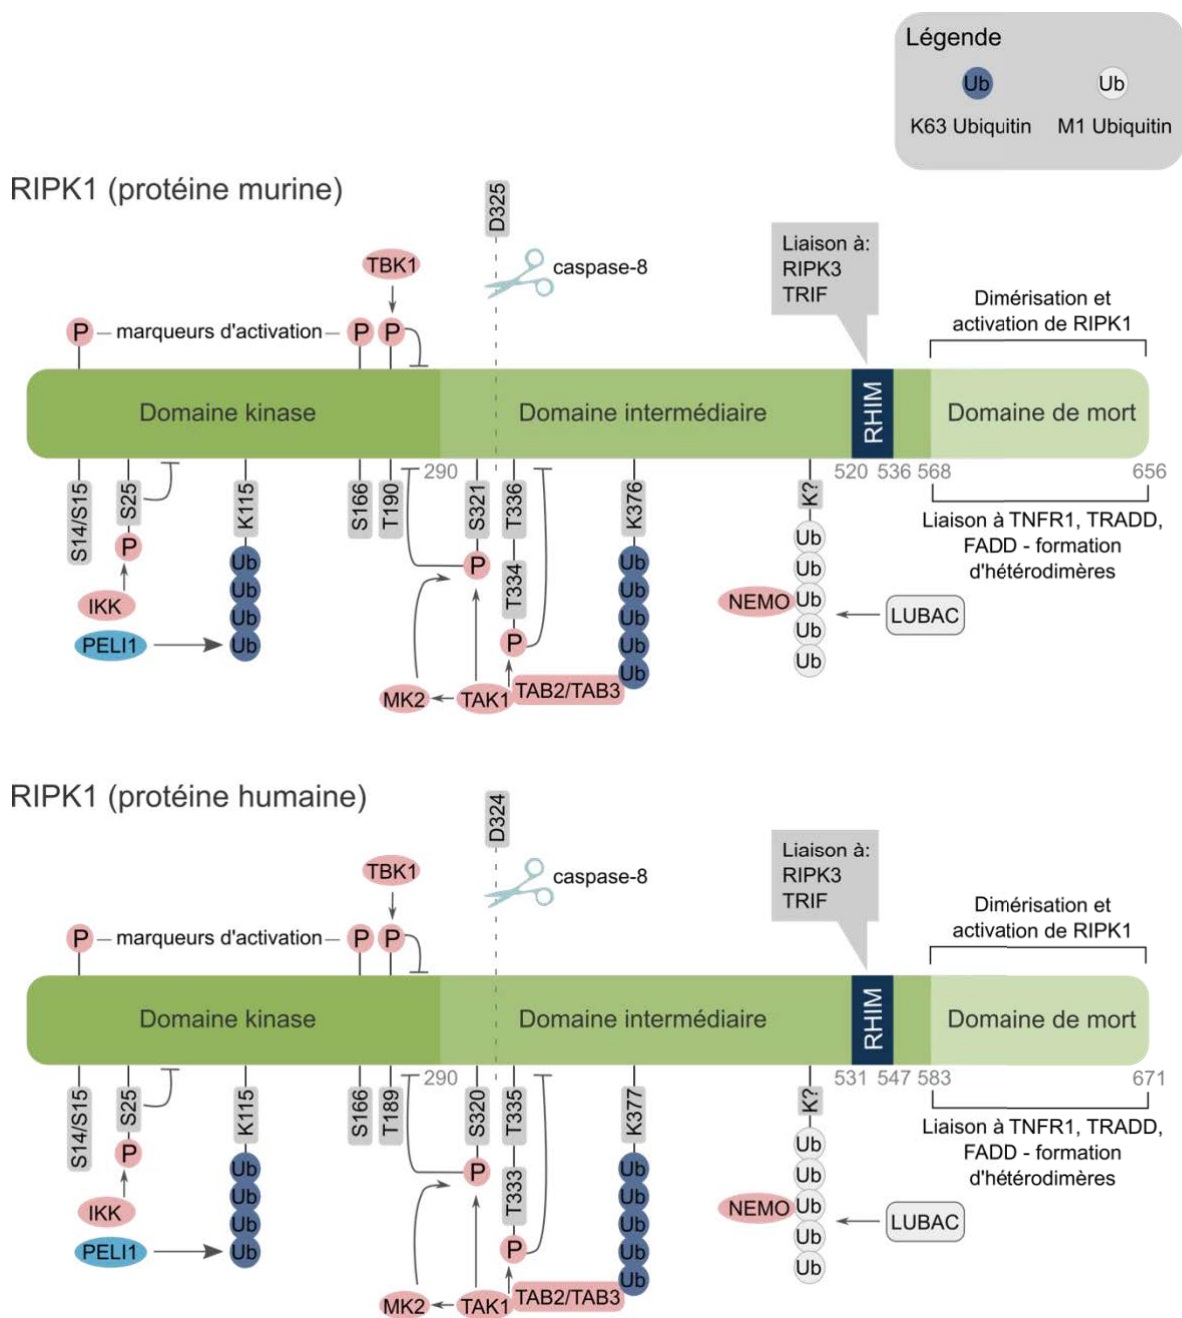 Légende
Ub Ub
K63 Ubiquitin M1 Ubiquitin
RIPK1 (protéine murine)
D325
TBK1
caspase-8
Liaison à:
RIPK3
TRIF
Dimérisation et
activation de RIPK1
P — marqueurs d'activation — P P
Domaine kinase Domaine intermédiaire RHIM Domaine de mort
290 520 536 568 656
S14/S15 S25 K115 S166 T190 S321 T336 K376 K?
Liaison à TNFR1, TRADD,
FADD - formation
d'hétérodimères
P Ub P T334 Ub Ub
IKK Ub Ub Ub
PELI1 Ub Ub NEMO Ub LUBAC
Ub P Ub Ub
MK2 TAK1 TAB2/TAB3 Ub Ub
RIPK1 (protéine humaine)
D324
TBK1
caspase-8
Liaison à:
RIPK3
TRIF
Dimérisation et
activation de RIPK1
P — marqueurs d'activation — P P
Domaine kinase Domaine intermédiaire RHIM Domaine de mort
290 531 547 583 671
S14/S15 S25 K115 S166 T189 S320 T335 K377 K?
Liaison à TNFR1, TRADD,
FADD - formation
d'hétérodimères
P Ub P T333 Ub Ub
IKK Ub Ub Ub
PELI1 Ub Ub NEMO Ub LUBAC
Ub P Ub Ub
MK2 TAK1 TAB2/TAB3 Ub Ub